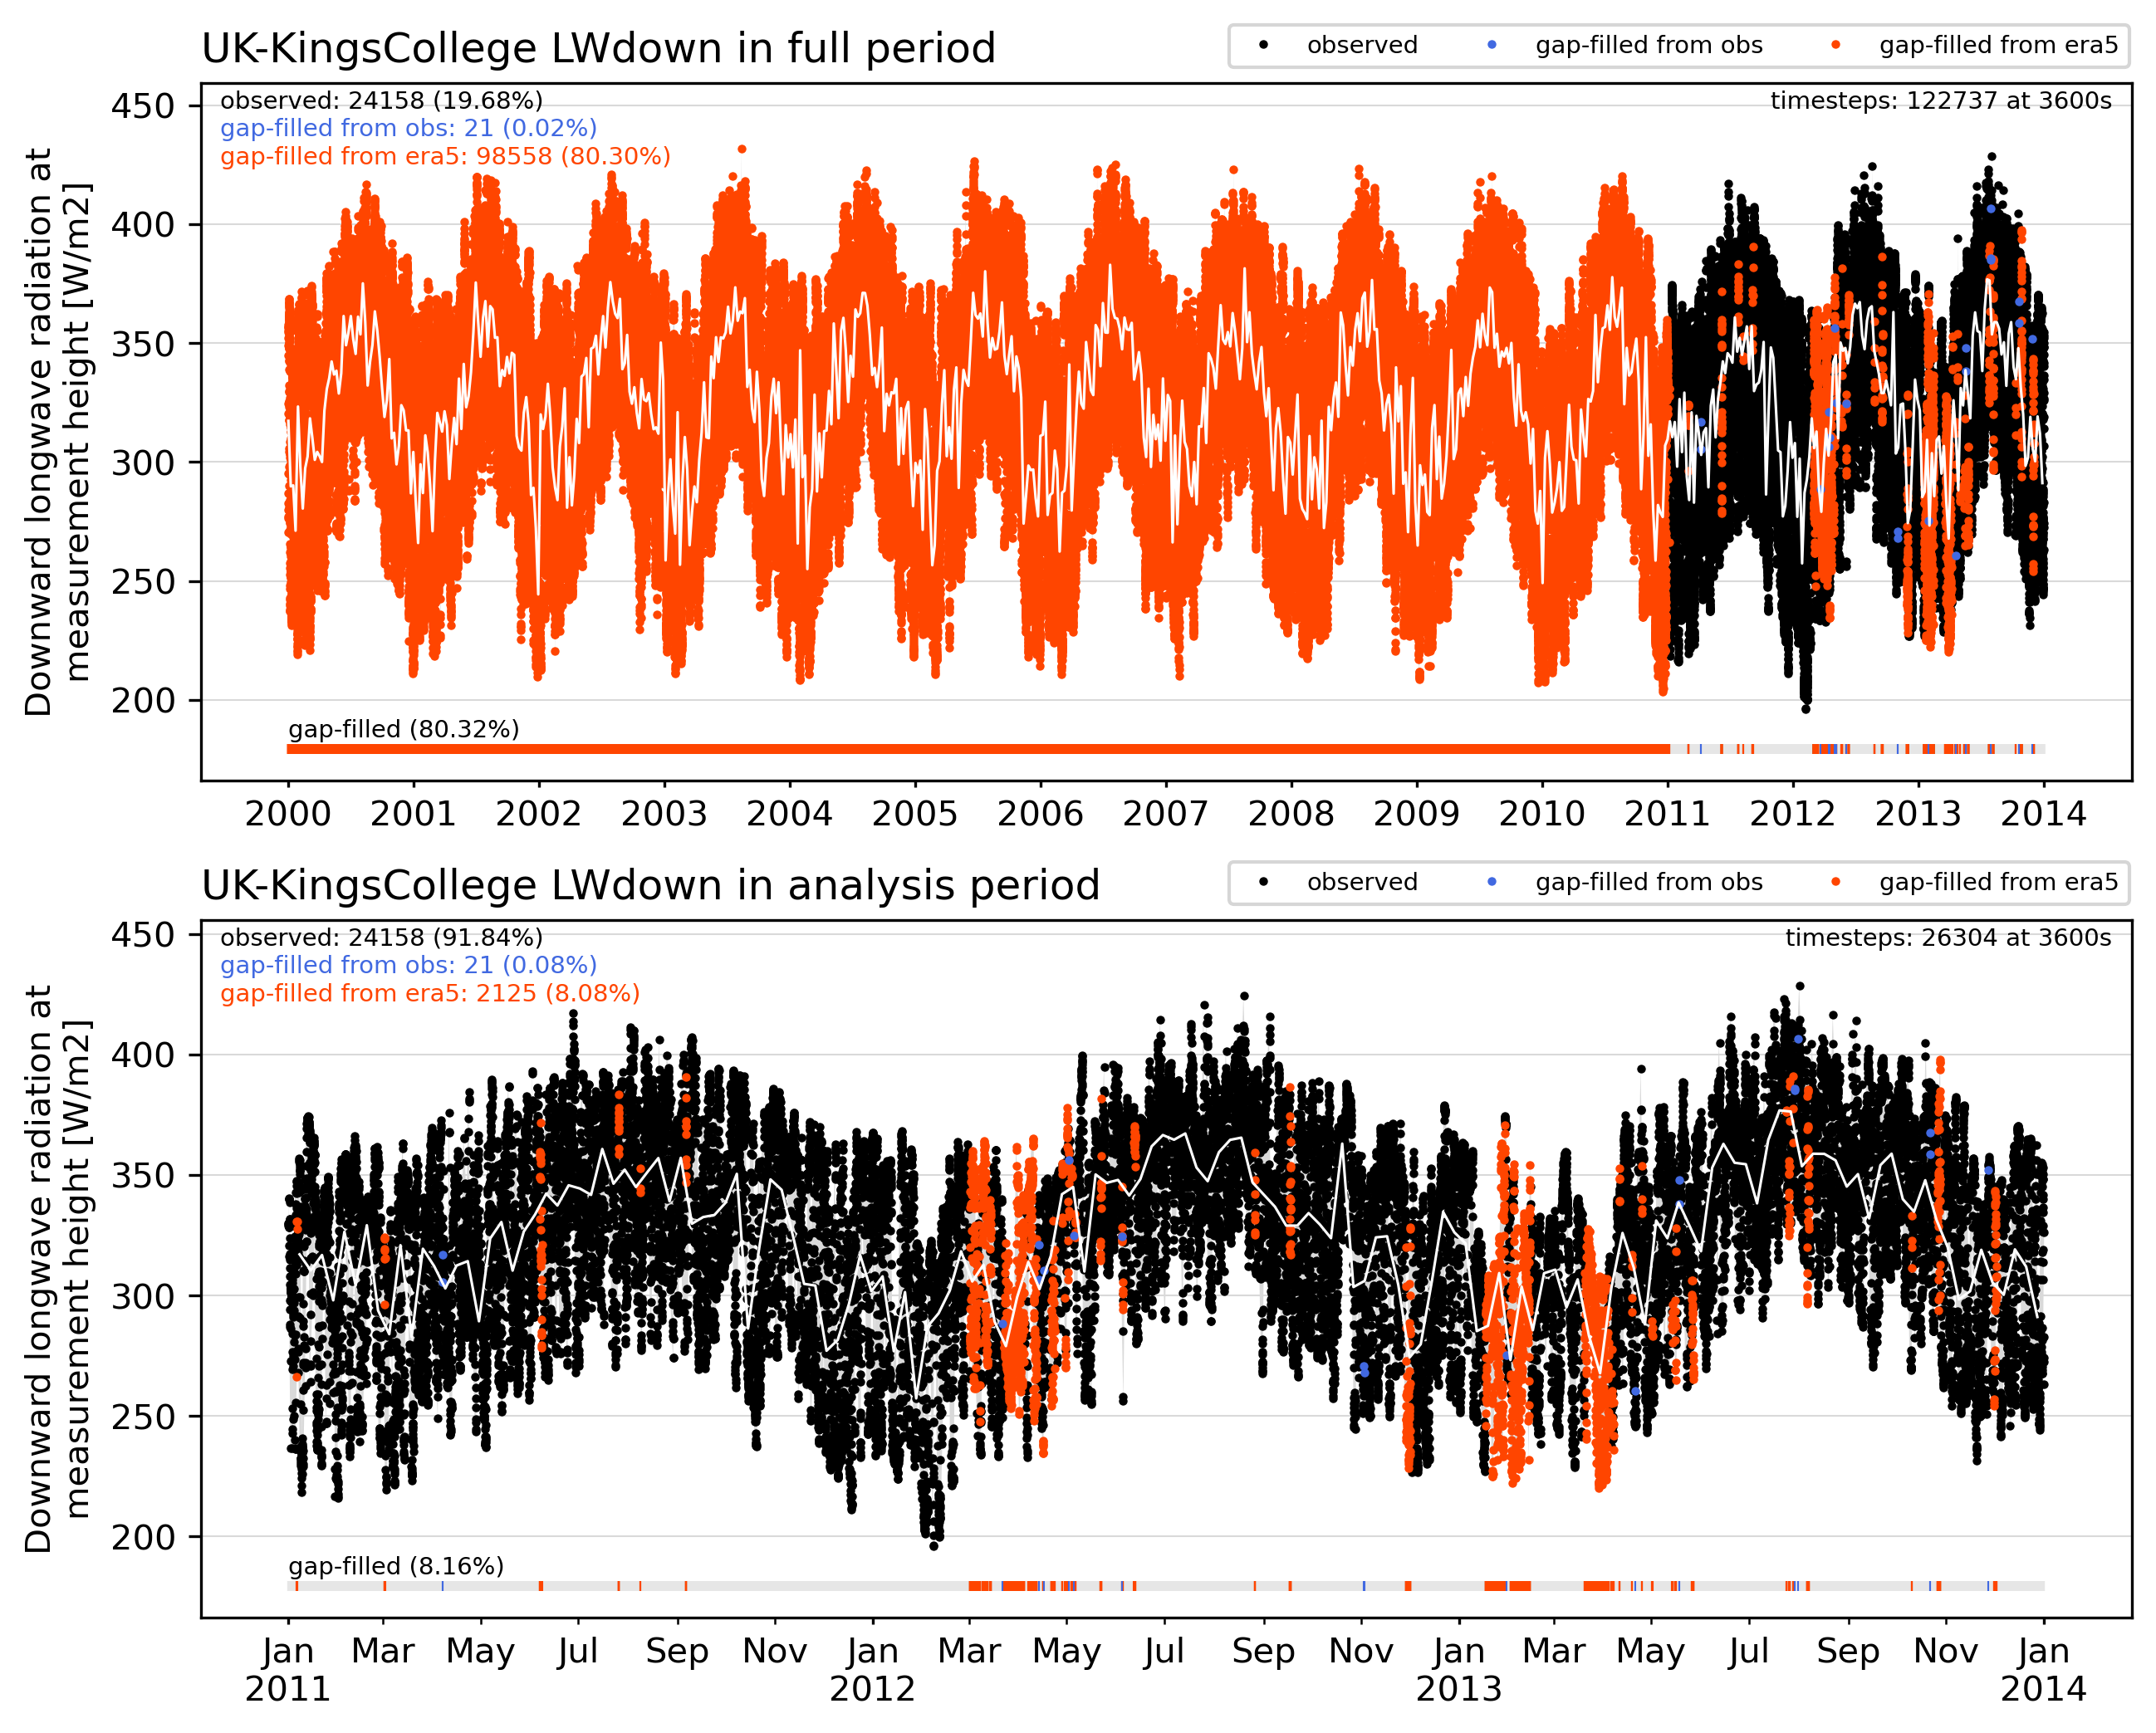 UK-KingsCollege LWdown in full period
observed
gap-filled from obs
gap-filled from era5
observed: 24158 (19.68%)
gap-filled from obs: 21 (0.02%)
gap-filled from era5: 98558 (80.30%)
timesteps: 122737 at 3600s
Downward longwave radiation at
measurement height [W/m2]
450
400
350
300
250
200
gap-filled (80.32%)
2000 2001 2002 2003 2004 2005 2006 2007 2008 2009 2010 2011 2012 2013 2014
UK-KingsCollege LWdown in analysis period
observed
gap-filled from obs
gap-filled from era5
observed: 24158 (91.84%)
gap-filled from obs: 21 (0.08%)
gap-filled from era5: 2125 (8.08%)
timesteps: 26304 at 3600s
Downward longwave radiation at
measurement height [W/m2]
450
400
350
300
250
200
gap-filled (8.16%)
Jan Mar May Jul Sep Nov Jan Mar May Jul Sep Nov Jan Mar May Jul Sep Nov Jan
2011 2012 2013 2014